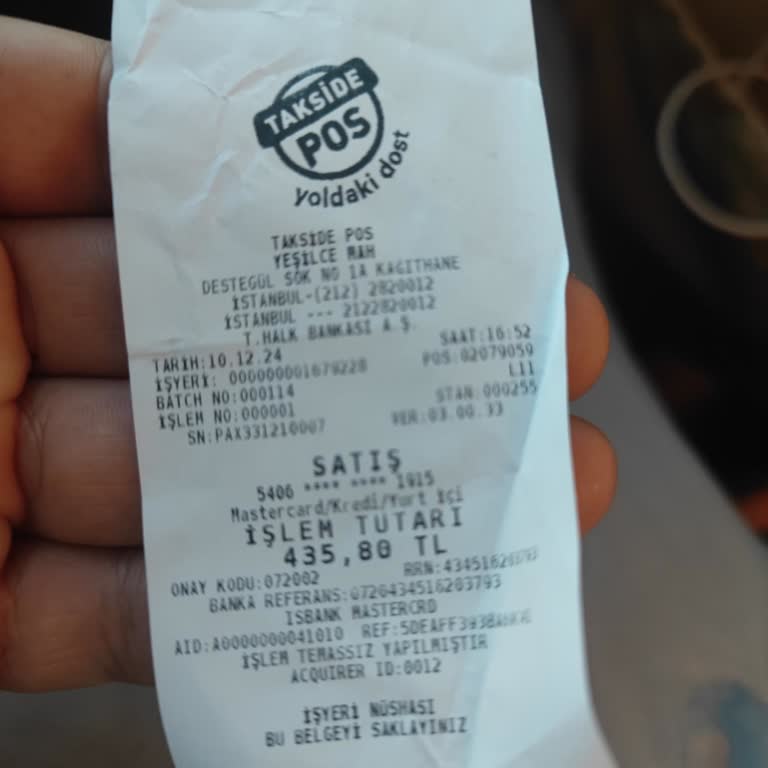 TAKSİDE
POS
yoldaki dost
TAKSİDE POS
YEŞİLCE MAH
DESTEGÜL SOK NO 1A KAGITHANE
İSTANBUL-(212) 2820012
İSTANBUL --- 2122820012
T.HALK BANKASI A.Ş.
TARİH:10.12.24 SAAT:16:52
İŞYERİ: 000000001679228 POS:02079059
BATCH NO:000114 L11
İŞLEM NO:000001 STAN:000255
SN:PAX331210007 VER:03.00.33
SATIŞ
5406 **** **** 1915
Mastercard/Kredi/Yurt İçi
İŞLEM TUTARI
435,80 TL
ONAY KODU:072002 RRN:434516203793
BANKA REFERANS:0720434516203793
ISBANK MASTERCRD
AID:A0000000041010
İŞLEM TEMASSIZ YAPILMIŞTIR
ACQUIRER ID:0012
İŞYERİ NÜSHASI
BU BELGEYİ SAKLAYINIZ